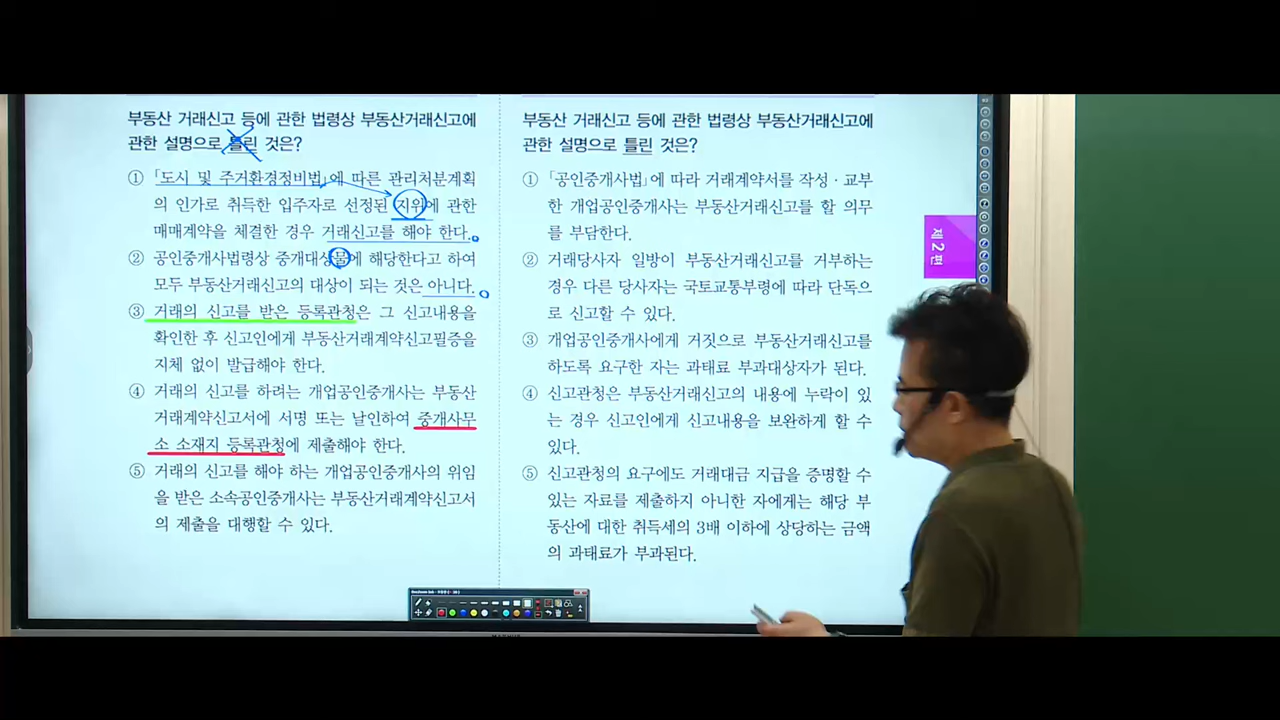 부동산 거래신고 등에 관한 법령상 부동산거래신고에
관한 설명으로 틀린 것은?
① 「도시 및 주거환경정비법」에 따른 관리처분계획
의 인가로 취득한 입주자로 선정된 지위에 관한
매매계약을 체결한 경우 거래신고를 해야 한다.
② 공인중개사법령상 중개대상물에 해당한다고 하여
모두 부동산거래신고의 대상이 되는 것은 아니다.
③ 거래의 신고를 받은 등록관청은 그 신고내용을
확인한 후 신고인에게 부동산거래계약신고필증을
지체 없이 발급해야 한다.
④ 거래의 신고를 하려는 개업공인중개사는 부동산
거래계약신고서에 서명 또는 날인하여 중개사무
소 소재지 등록관청에 제출해야 한다.
⑤ 거래의 신고를 해야 하는 개업공인중개사의 위임
을 받은 소속공인중개사는 부동산거래계약신고서
의 제출을 대행할 수 있다.
부동산 거래신고 등에 관한 법령상 부동산거래신고에
관한 설명으로 틀린 것은?
① 「공인중개사법」에 따라 거래계약서를 작성·교부
한 개업공인중개사는 부동산거래신고를 할 의무
를 부담한다.
② 거래당사자 일방이 부동산거래신고를 거부하는
경우 다른 당사자는 국토교통부령에 따라 단독으
로 신고할 수 있다.
③ 개업공인중개사에게 거짓으로 부동산거래신고를
하도록 요구한 자는 과태료 부과대상자가 된다.
④ 신고관청은 부동산거래신고의 내용에 누락이 있
는 경우 신고인에게 신고내용을 보완하게 할 수
있다.
⑤ 신고관청의 요구에도 거래대금 지급을 증명할 수
있는 자료를 제출하지 아니한 자에게는 해당 부
동산에 대한 취득세의 3배 이하에 상당하는 금액
의 과태료가 부과된다.
제2편